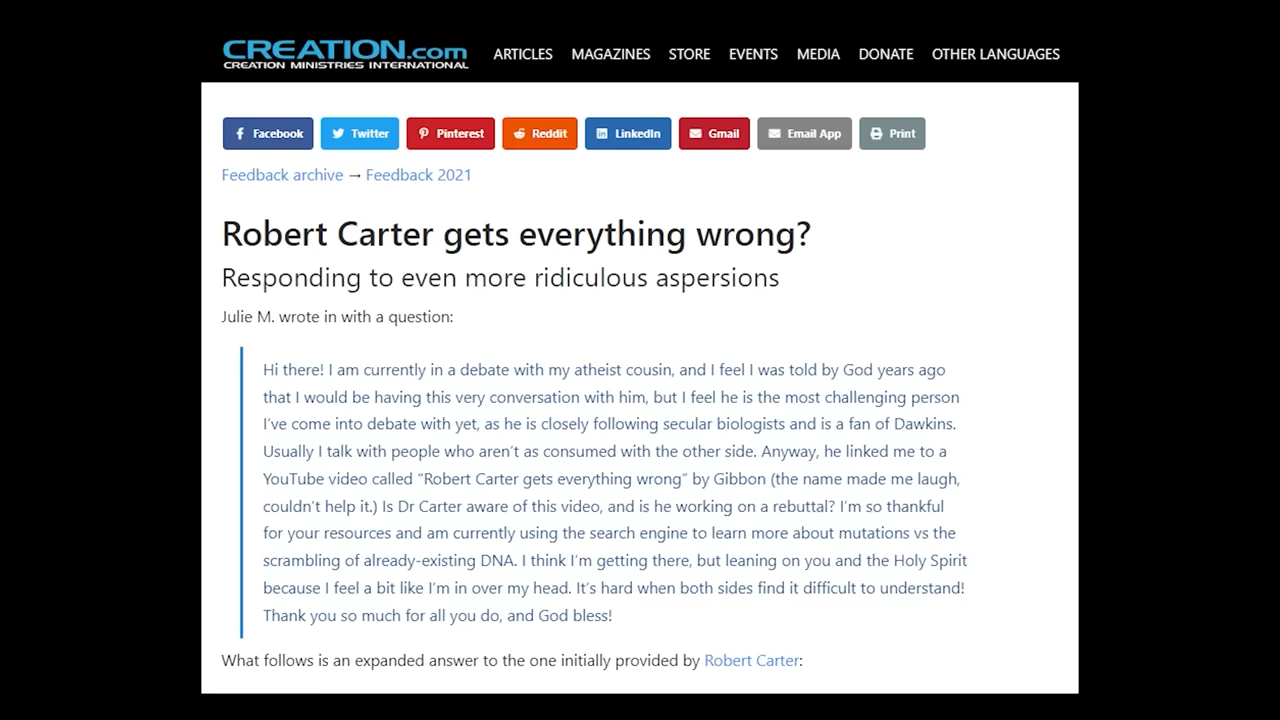 CREATION.com
CREATION MINISTRIES INTERNATIONAL
ARTICLES MAGAZINES STORE EVENTS MEDIA DONATE OTHER LANGUAGES
Facebook Twitter Pinterest Reddit LinkedIn Gmail Email App Print
Feedback archive → Feedback 2021
Robert Carter gets everything wrong?
Responding to even more ridiculous aspersions
Julie M. wrote in with a question:
Hi there! I am currently in a debate with my atheist cousin, and I feel I was told by God years ago
that I would be having this very conversation with him, but I feel he is the most challenging person
I've come into debate with yet, as he is closely following secular biologists and is a fan of Dawkins.
Usually I talk with people who aren't as consumed with the other side. Anyway, he linked me to a
YouTube video called “Robert Carter gets everything wrong” by Gibbon (the name made me laugh,
couldn't help it.) Is Dr Carter aware of this video, and is he working on a rebuttal? I'm so thankful
for your resources and am currently using the search engine to learn more about mutations vs the
scrambling of already-existing DNA. I think I'm getting there, but leaning on you and the Holy Spirit
because I feel a bit like I'm in over my head. It's hard when both sides find it difficult to understand!
Thank you so much for all you do, and God bless!
What follows is an expanded answer to the one initially provided by Robert Carter: